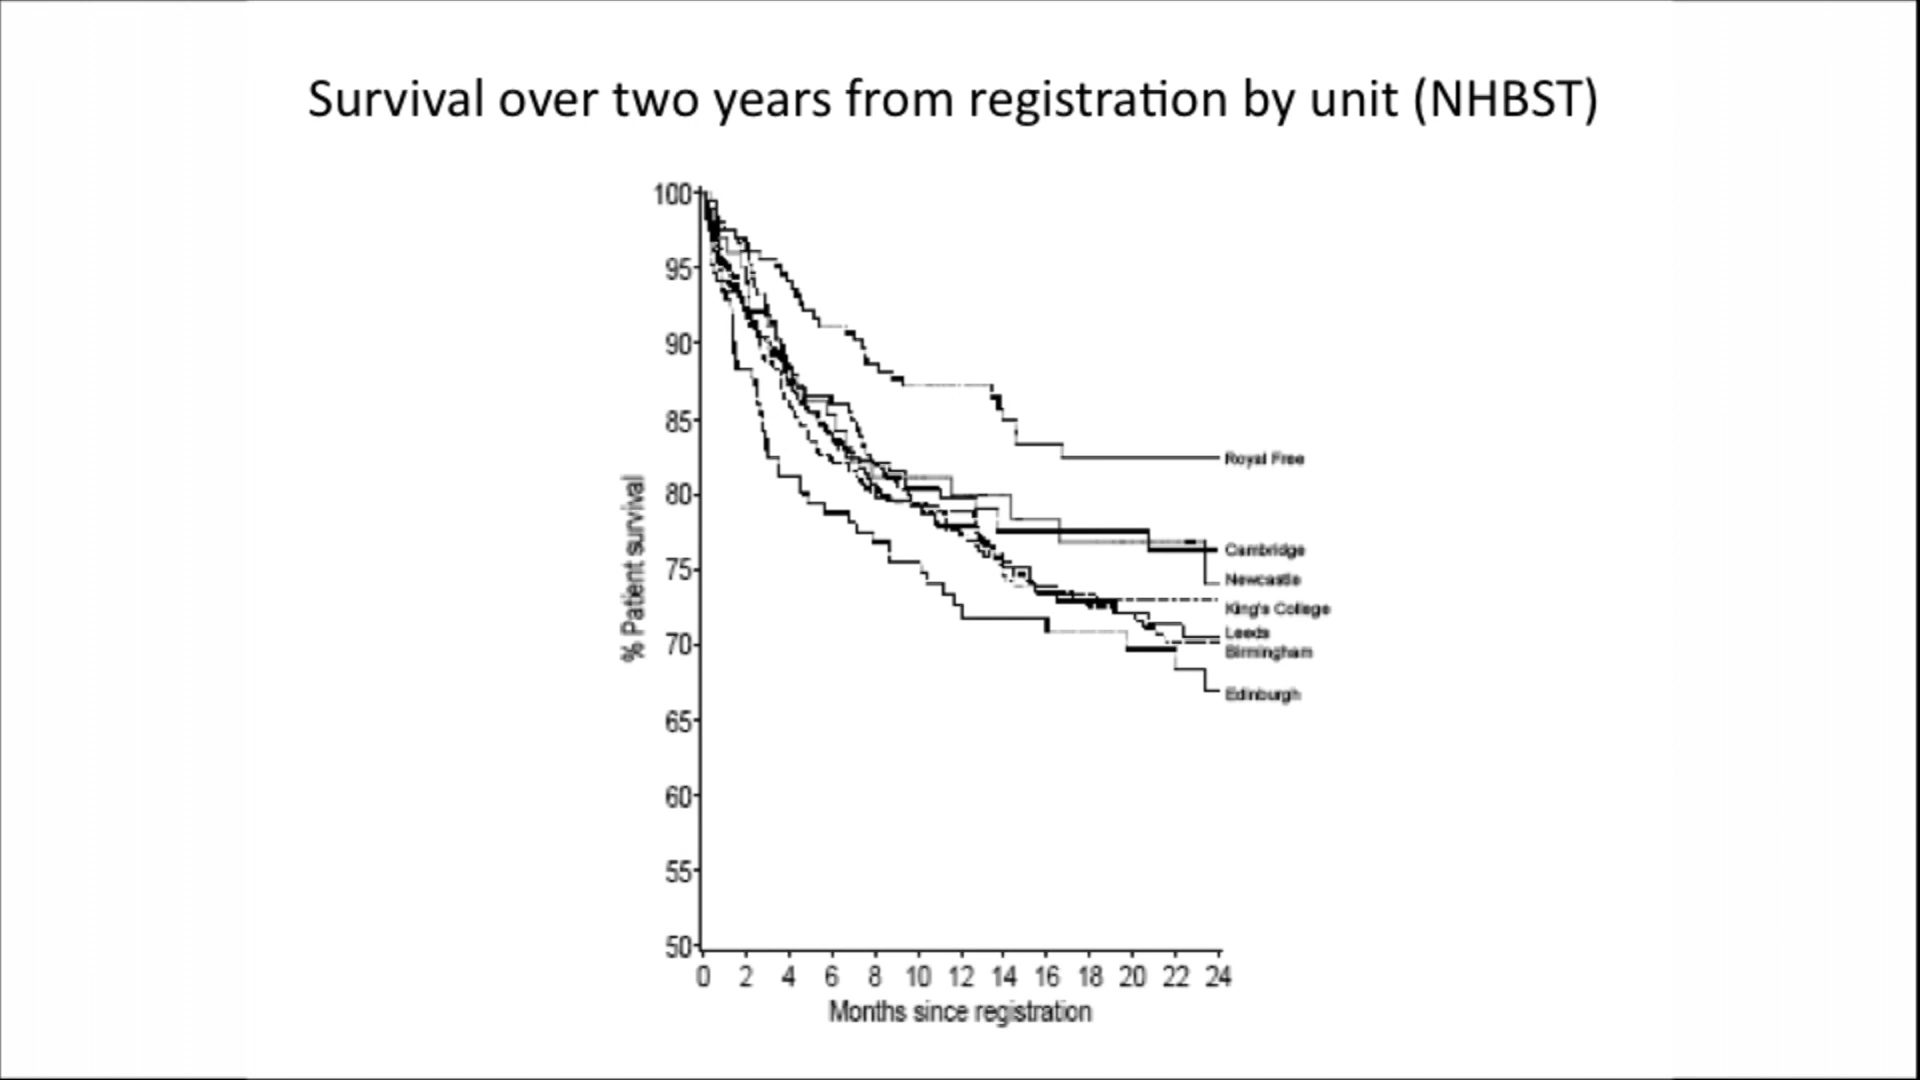 Survival over two years from registration by unit (NHBST)
100
95
90
85
80
75
70
65
60
55
50
% Patient survival
Royal Free
Cambridge
Newcastle
King's College
Leeds
Birmingham
Edinburgh
0 2 4 6 8 10 12 14 16 18 20 22 24
Months since registration